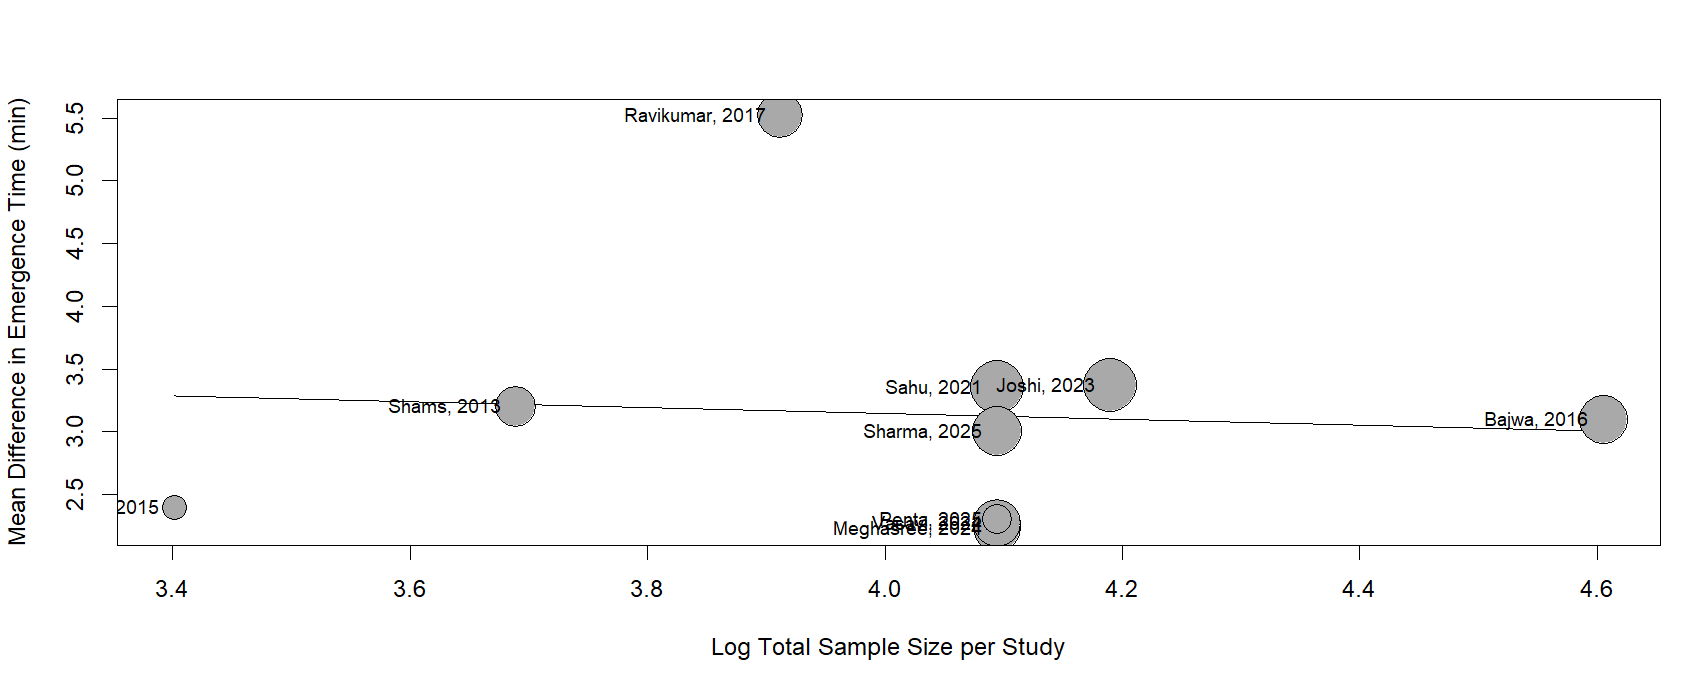 Mean Difference in Emergence Time (min)
5.5
5.0
4.5
4.0
3.5
3.0
2.5
Ravikumar, 2017
Sahu, 2021
Joshi, 2023
Shams, 2013
Bajwa, 2016
Sharma, 2025
2015
Penta, 2025
Meghasree, 2024
3.4
3.6
3.8
4.0
4.2
4.4
4.6
Log Total Sample Size per Study